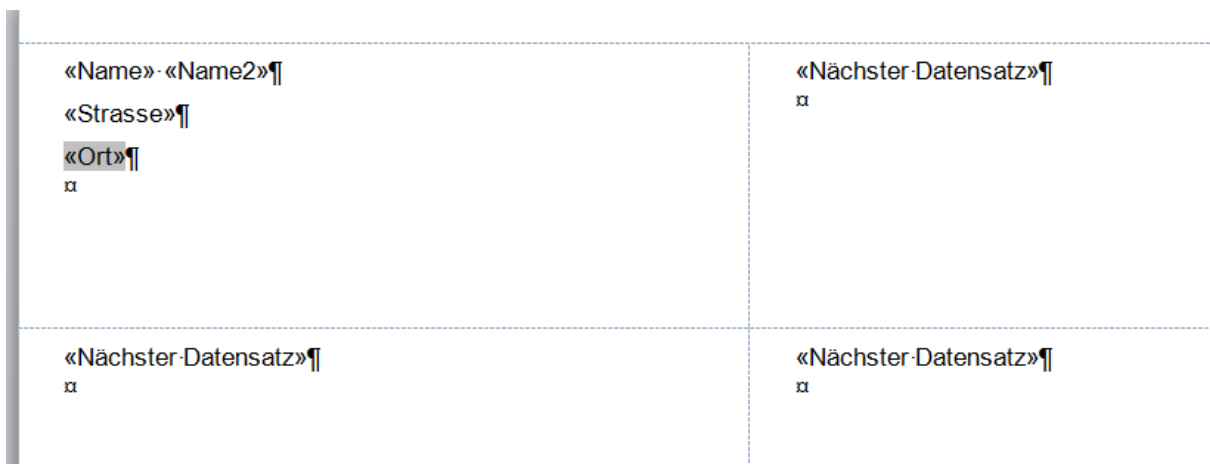 «Name»·«Name2»¶
«Strasse»¶
«Ort»¶
¤
«Nächster·Datensatz»¶
¤
«Nächster·Datensatz»¶
¤
«Nächster·Datensatz»¶
¤